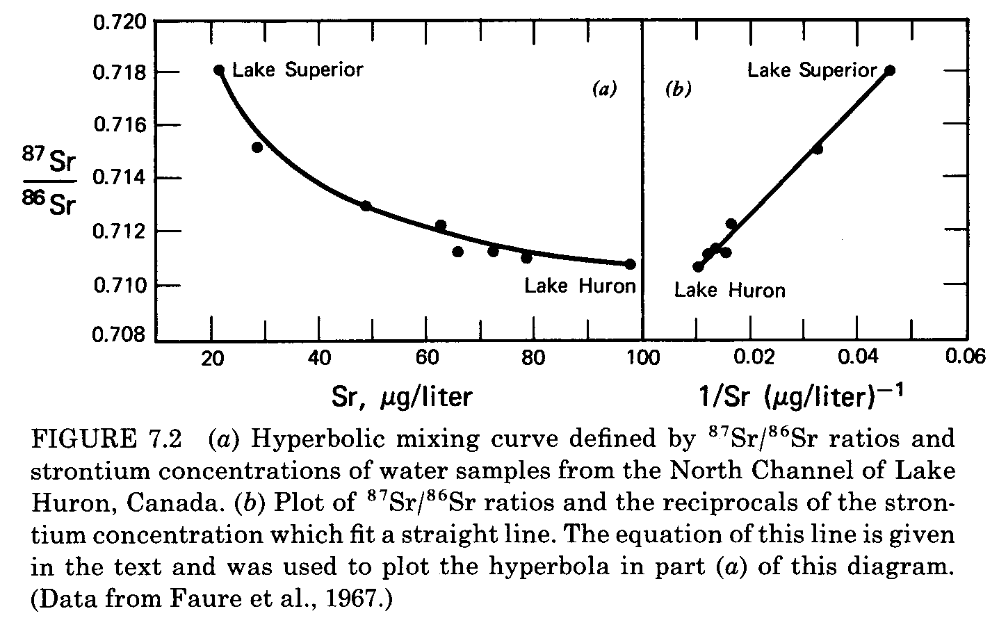 0.720
0.718
0.716
0.714
0.712
0.710
0.708
87Sr
86Sr
Lake Superior
(a)
Lake Huron
(b)
Lake Superior
Lake Huron
20 40 60 80 100 0.02 0.04 0.06
Sr, μg/liter
1/Sr (μg/liter)⁻¹
FIGURE 7.2 (a) Hyperbolic mixing curve defined by ⁸⁷Sr/⁸⁶Sr ratios and
strontium concentrations of water samples from the North Channel of Lake
Huron, Canada. (b) Plot of ⁸⁷Sr/⁸⁶Sr ratios and the reciprocals of the stron-
tium concentration which fit a straight line. The equation of this line is given
in the text and was used to plot the hyperbola in part (a) of this diagram.
(Data from Faure et al., 1967.)